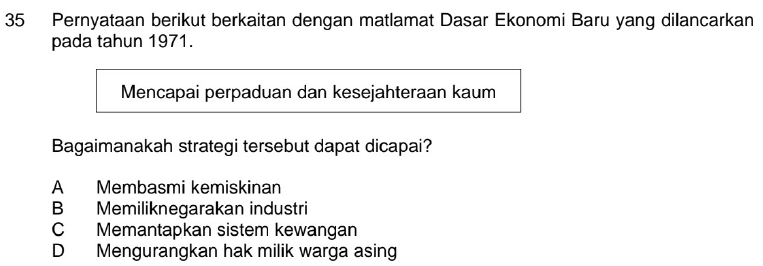 35 Pernyataan berikut berkaitan dengan matlamat Dasar Ekonomi Baru yang dilancarkan
pada tahun 1971.
Mencapai perpaduan dan kesejahteraan kaum
Bagaimanakah strategi tersebut dapat dicapai?
A Membasmi kemiskinan
B Memiliknegarakan industri
C Memantapkan sistem kewangan
D Mengurangkan hak milik warga asing